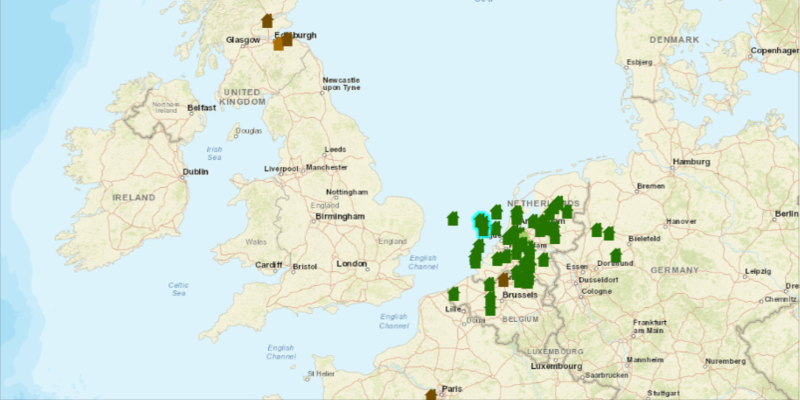 DENMARK
Glasgow
Copenhager
Esbjerg
Newcastle
upon Tyne
UNITED
KINGDOM
Northern
Ireland
Belfast
Douglas
Irish
Sea
Leeds
Hamburg
Dublin
Liverpool
Manchester
Bremen
IRELAND
Nottingham
England
NETHERLANDS
Birmingham
Berlin
Hanover
Wales
England
Bielefeld
English
Channel
Cardiff
Bristol
London
Essen
Dortmund
GERMANY
Leipzig
Celtic
Sea
Dusseldorf
Cologne
Brussels
Dre
Chemnitz
Lille
BELGIUM
English
Channel
Frankfurt
am Main
English
Channel
LUXEMBOURG
Luxembourg
Mannheim
Nuremberg
St Helier
Saarbrucken
Paris
Stuttgart